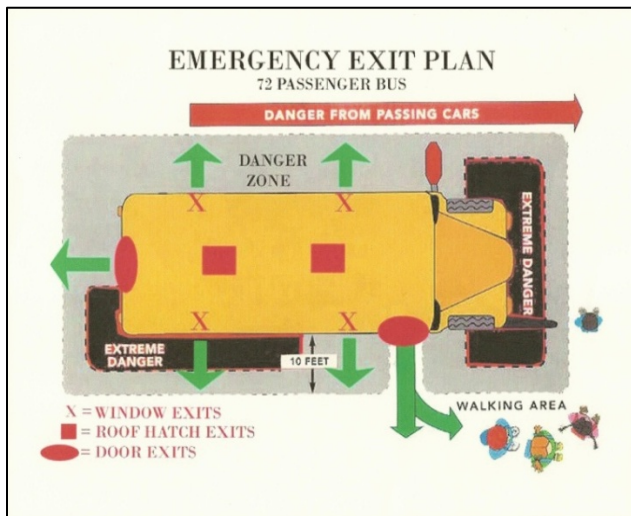 EMERGENCY EXIT PLAN
72 PASSENGER BUS
DANGER FROM PASSING CARS
DANGER
ZONE
X
X
EXTREME DANGER
X
X
EXTREME
DANGER
10 FEET
WALKING AREA
X = WINDOW EXITS
= ROOF HATCH EXITS
= DOOR EXITS